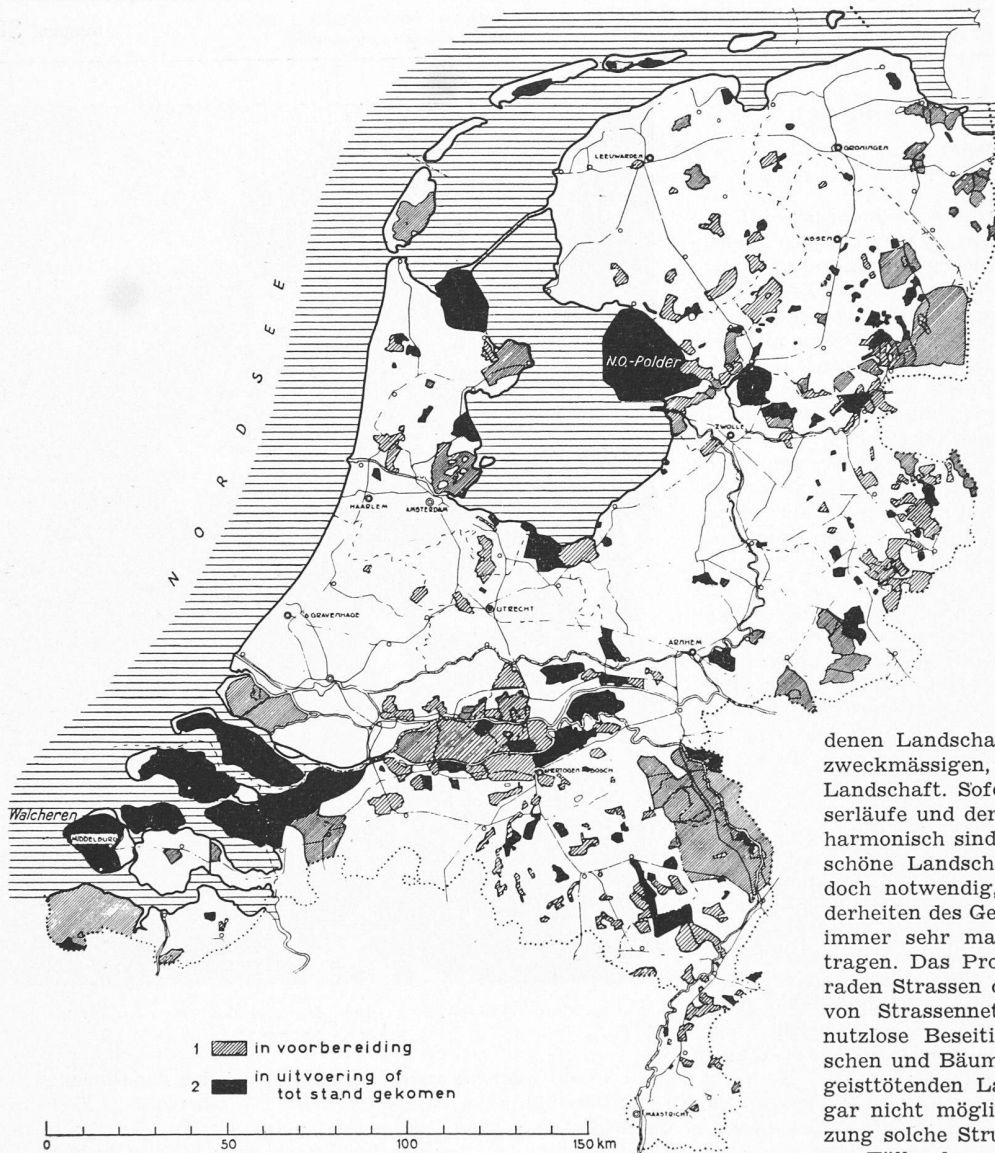 GRONINGEN
LEEUWARDEN
ASSEN
N.O.-Polder
ZWOLLE
NORDSEE
HAARLEM
AMSTERDAM
UTRECHT
S GRAVENHAGE
ARNHEM
HERTOGENBOSCH
Walcheren
MIDDELBURG
MAASTRICHT
1 in voorbereiding
2 in uitvoering of
tot stand gekomen
0 50 100 150 km
denen Landscha
zweckmässigen,
Landschaft. Sofe
serläufe und der
harmonisch sind
schöne Landsch
doch notwendig,
derheiten des Ge
immer sehr ma
tragen. Das Pro
raden Strassen
von Strassennet
nutzlose Beseiti
schen und Bäum
geisttötenden La
gar nicht mögli
zung solche Stru